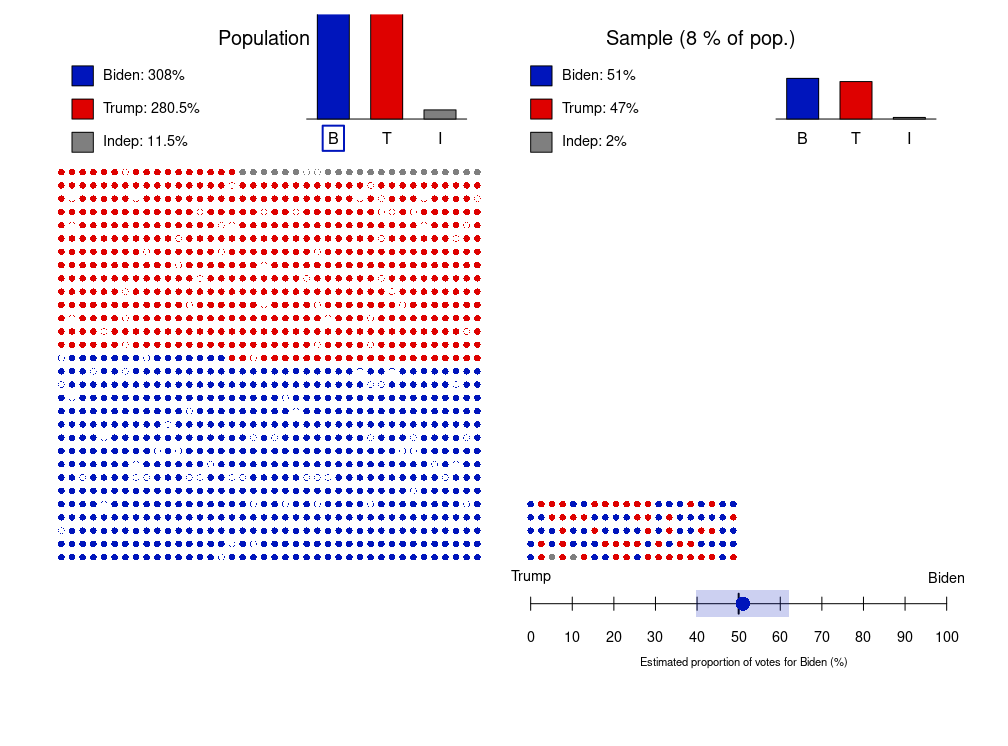 Population
Biden: 308%
Trump: 280.5%
Indep: 11.5%
B T I
Sample (8 % of pop.)
Biden: 51%
Trump: 47%
Indep: 2%
B T I
Trump
Biden
0 10 20 30 40 50 60 70 80 90 100
Estimated proportion of votes for Biden (%)